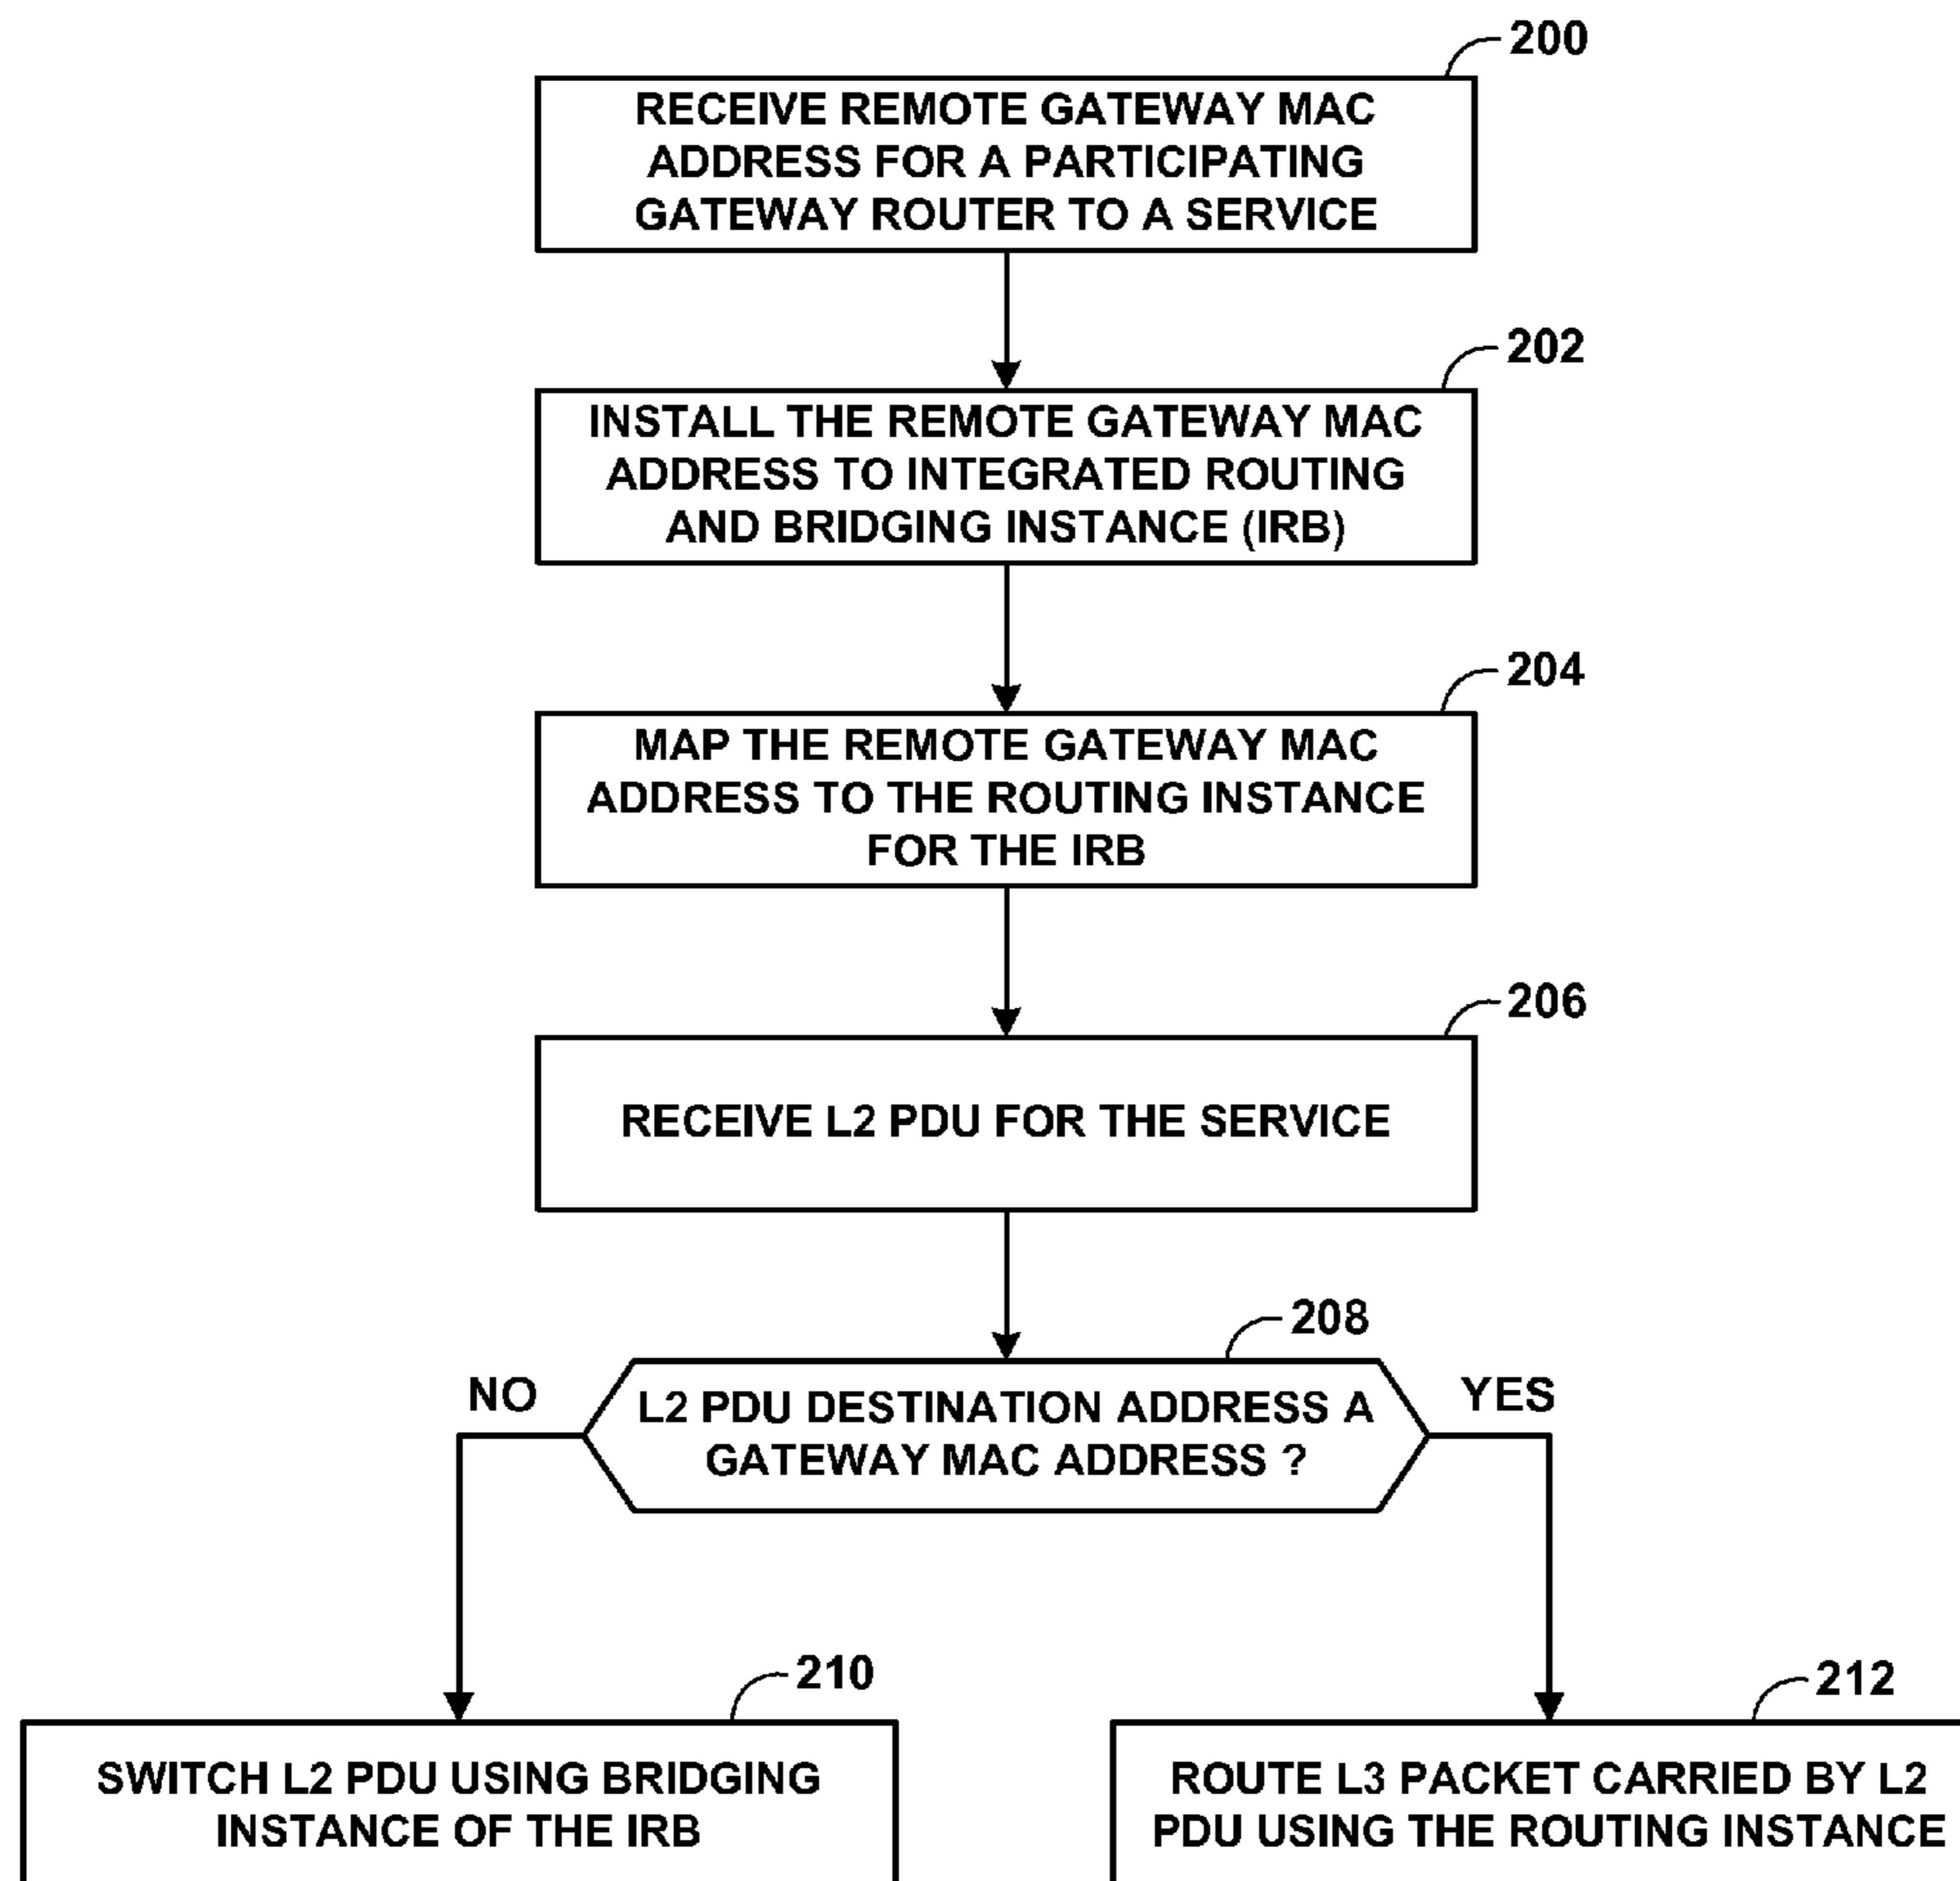 200
RECEIVE REMOTE GATEWAY MAC
ADDRESS FOR A PARTICIPATING
GATEWAY ROUTER TO A SERVICE
202
INSTALL THE REMOTE GATEWAY MAC
ADDRESS TO INTEGRATED ROUTING
AND BRIDGING INSTANCE (IRB)
204
MAP THE REMOTE GATEWAY MAC
ADDRESS TO THE ROUTING INSTANCE
FOR THE IRB
206
RECEIVE L2 PDU FOR THE SERVICE
208
NO
L2 PDU DESTINATION ADDRESS A
GATEWAY MAC ADDRESS ?
YES
210
SWITCH L2 PDU USING BRIDGING
INSTANCE OF THE IRB
212
ROUTE L3 PACKET CARRIED BY L2
PDU USING THE ROUTING INSTANCE